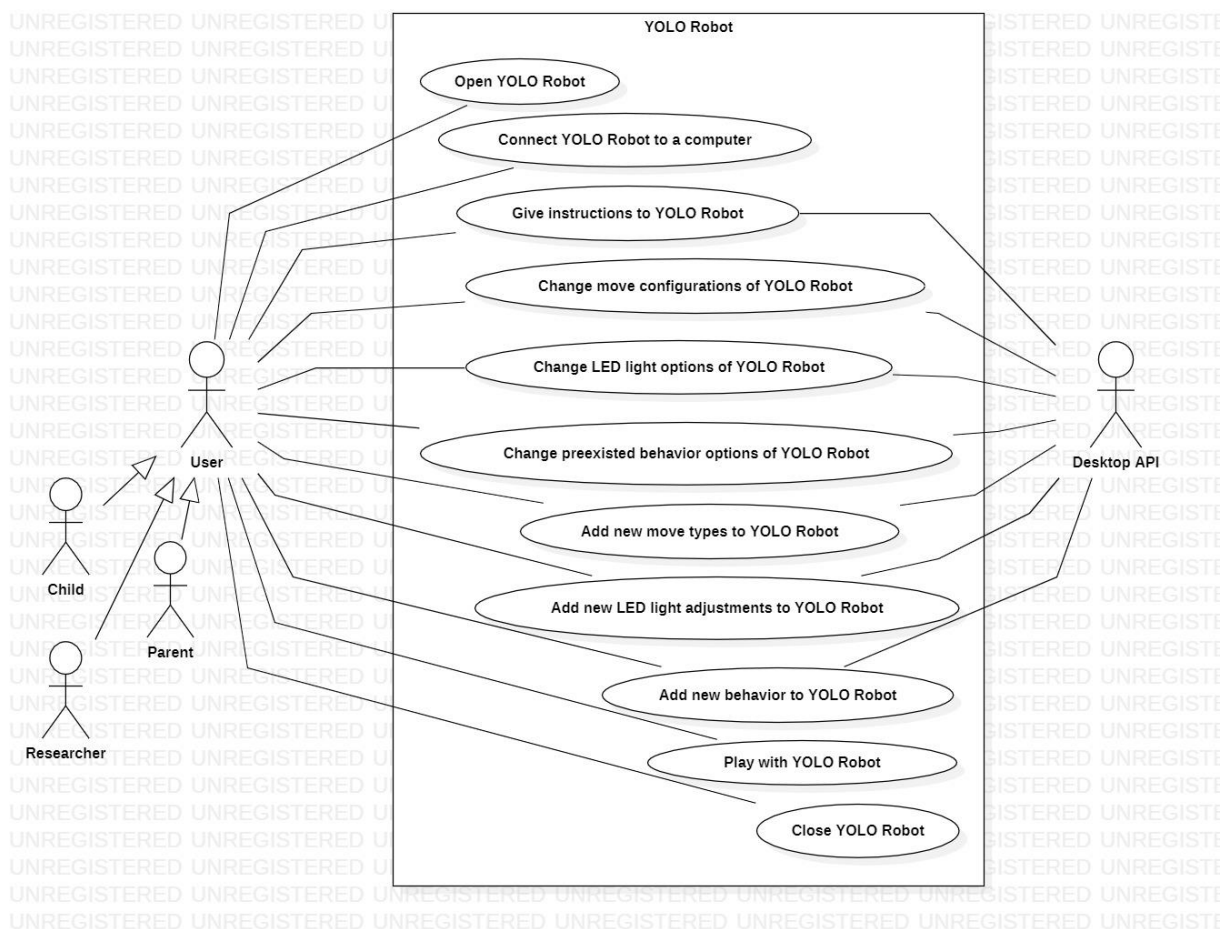 YOLO Robot
Open YOLO Robot
Connect YOLO Robot to a computer
Give instructions to YOLO Robot
Change move configurations of YOLO Robot
Change LED light options of YOLO Robot
Change preexisted behavior options of YOLO Robot
User
Desktop API
Add new move types to YOLO Robot
Child
Add new LED light adjustments to YOLO Robot
Parent
Add new behavior to YOLO Robot
Researcher
Play with YOLO Robot
Close YOLO Robot
UNREGISTERED